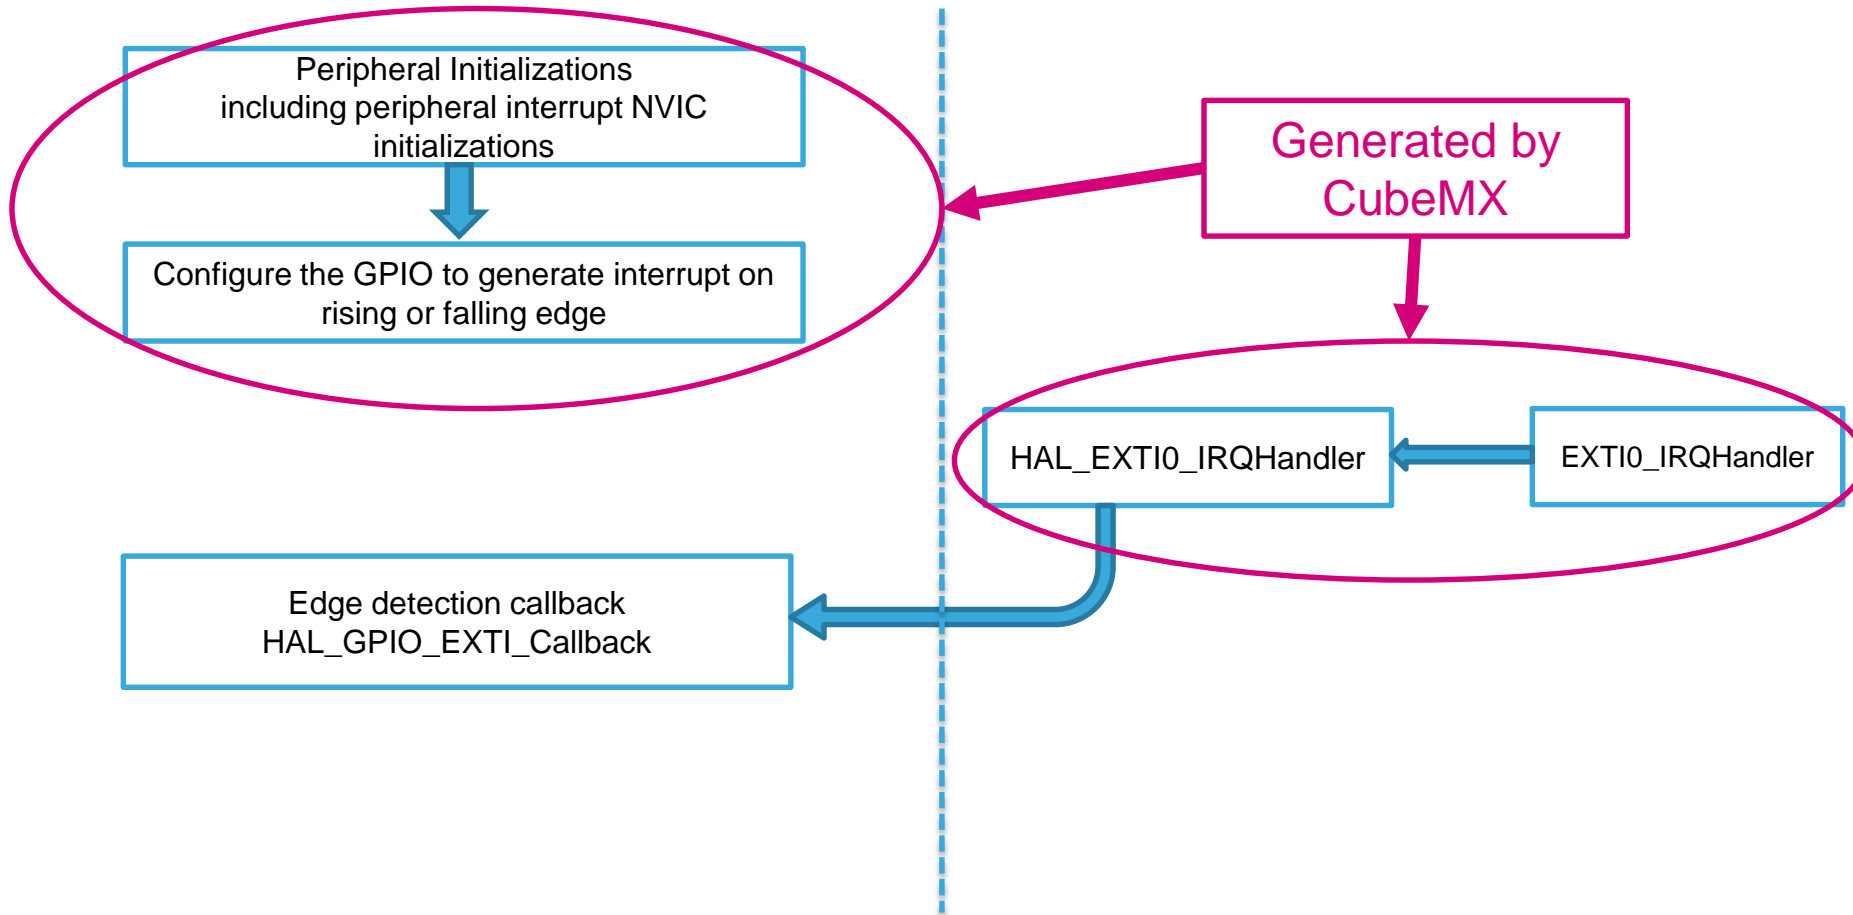 Peripheral Initializations
including peripheral interrupt NVIC
initializations
Configure the GPIO to generate interrupt on
rising or falling edge
Generated by
CubeMX
HAL_EXTI0_IRQHandler
EXTI0_IRQHandler
Edge detection callback
HAL_GPIO_EXTI_Callback